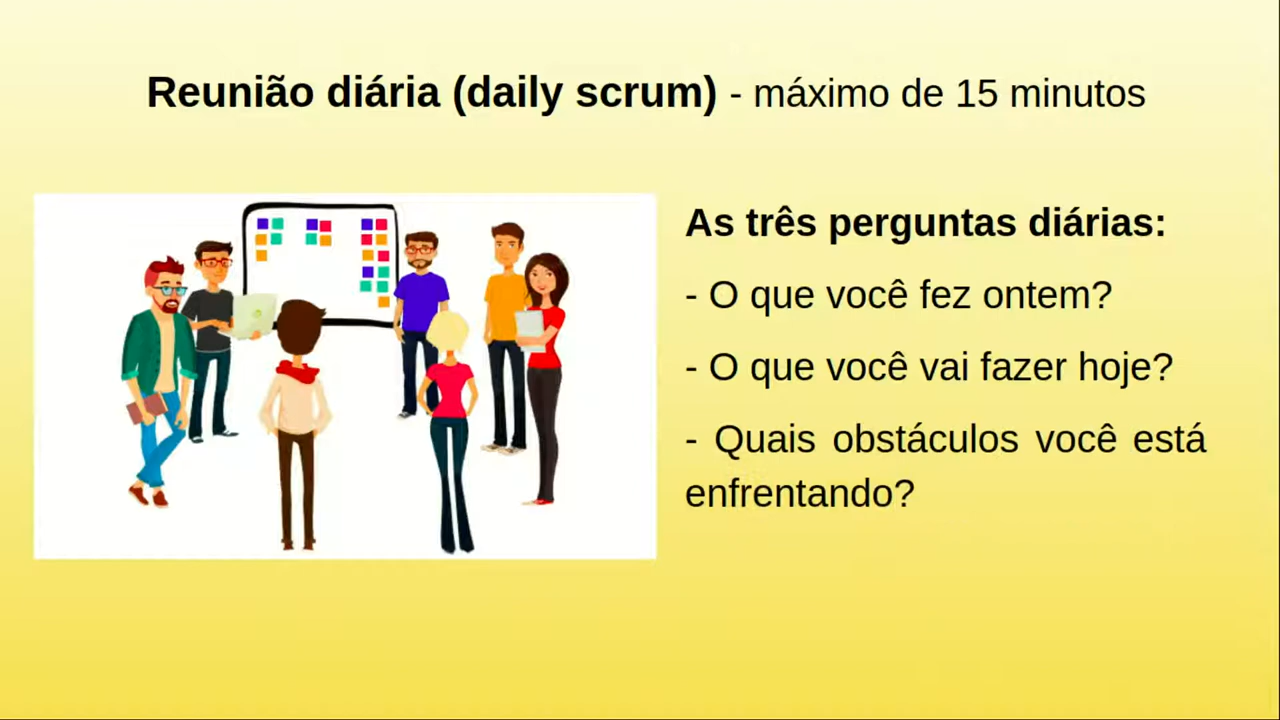 Reunião diária (daily scrum) - máximo de 15 minutos
As três perguntas diárias:
- O que você fez ontem?
- O que você vai fazer hoje?
- Quais obstáculos você está
enfrentando?